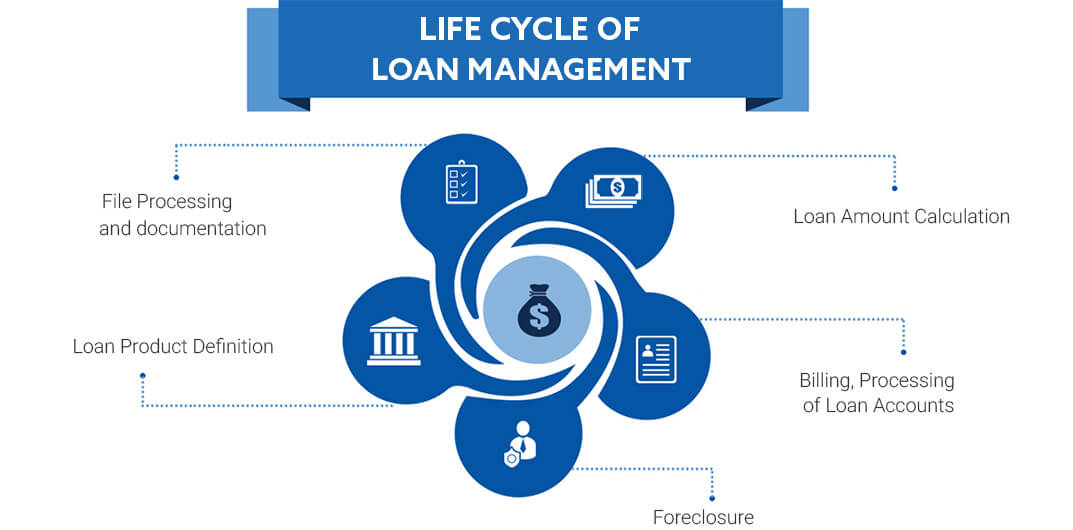 LIFE CYCLE OF
LOAN MANAGEMENT
File Processing
and documentation
Loan Amount Calculation
Loan Product Definition
Billing, Processing
of Loan Accounts
Foreclosure
$
$